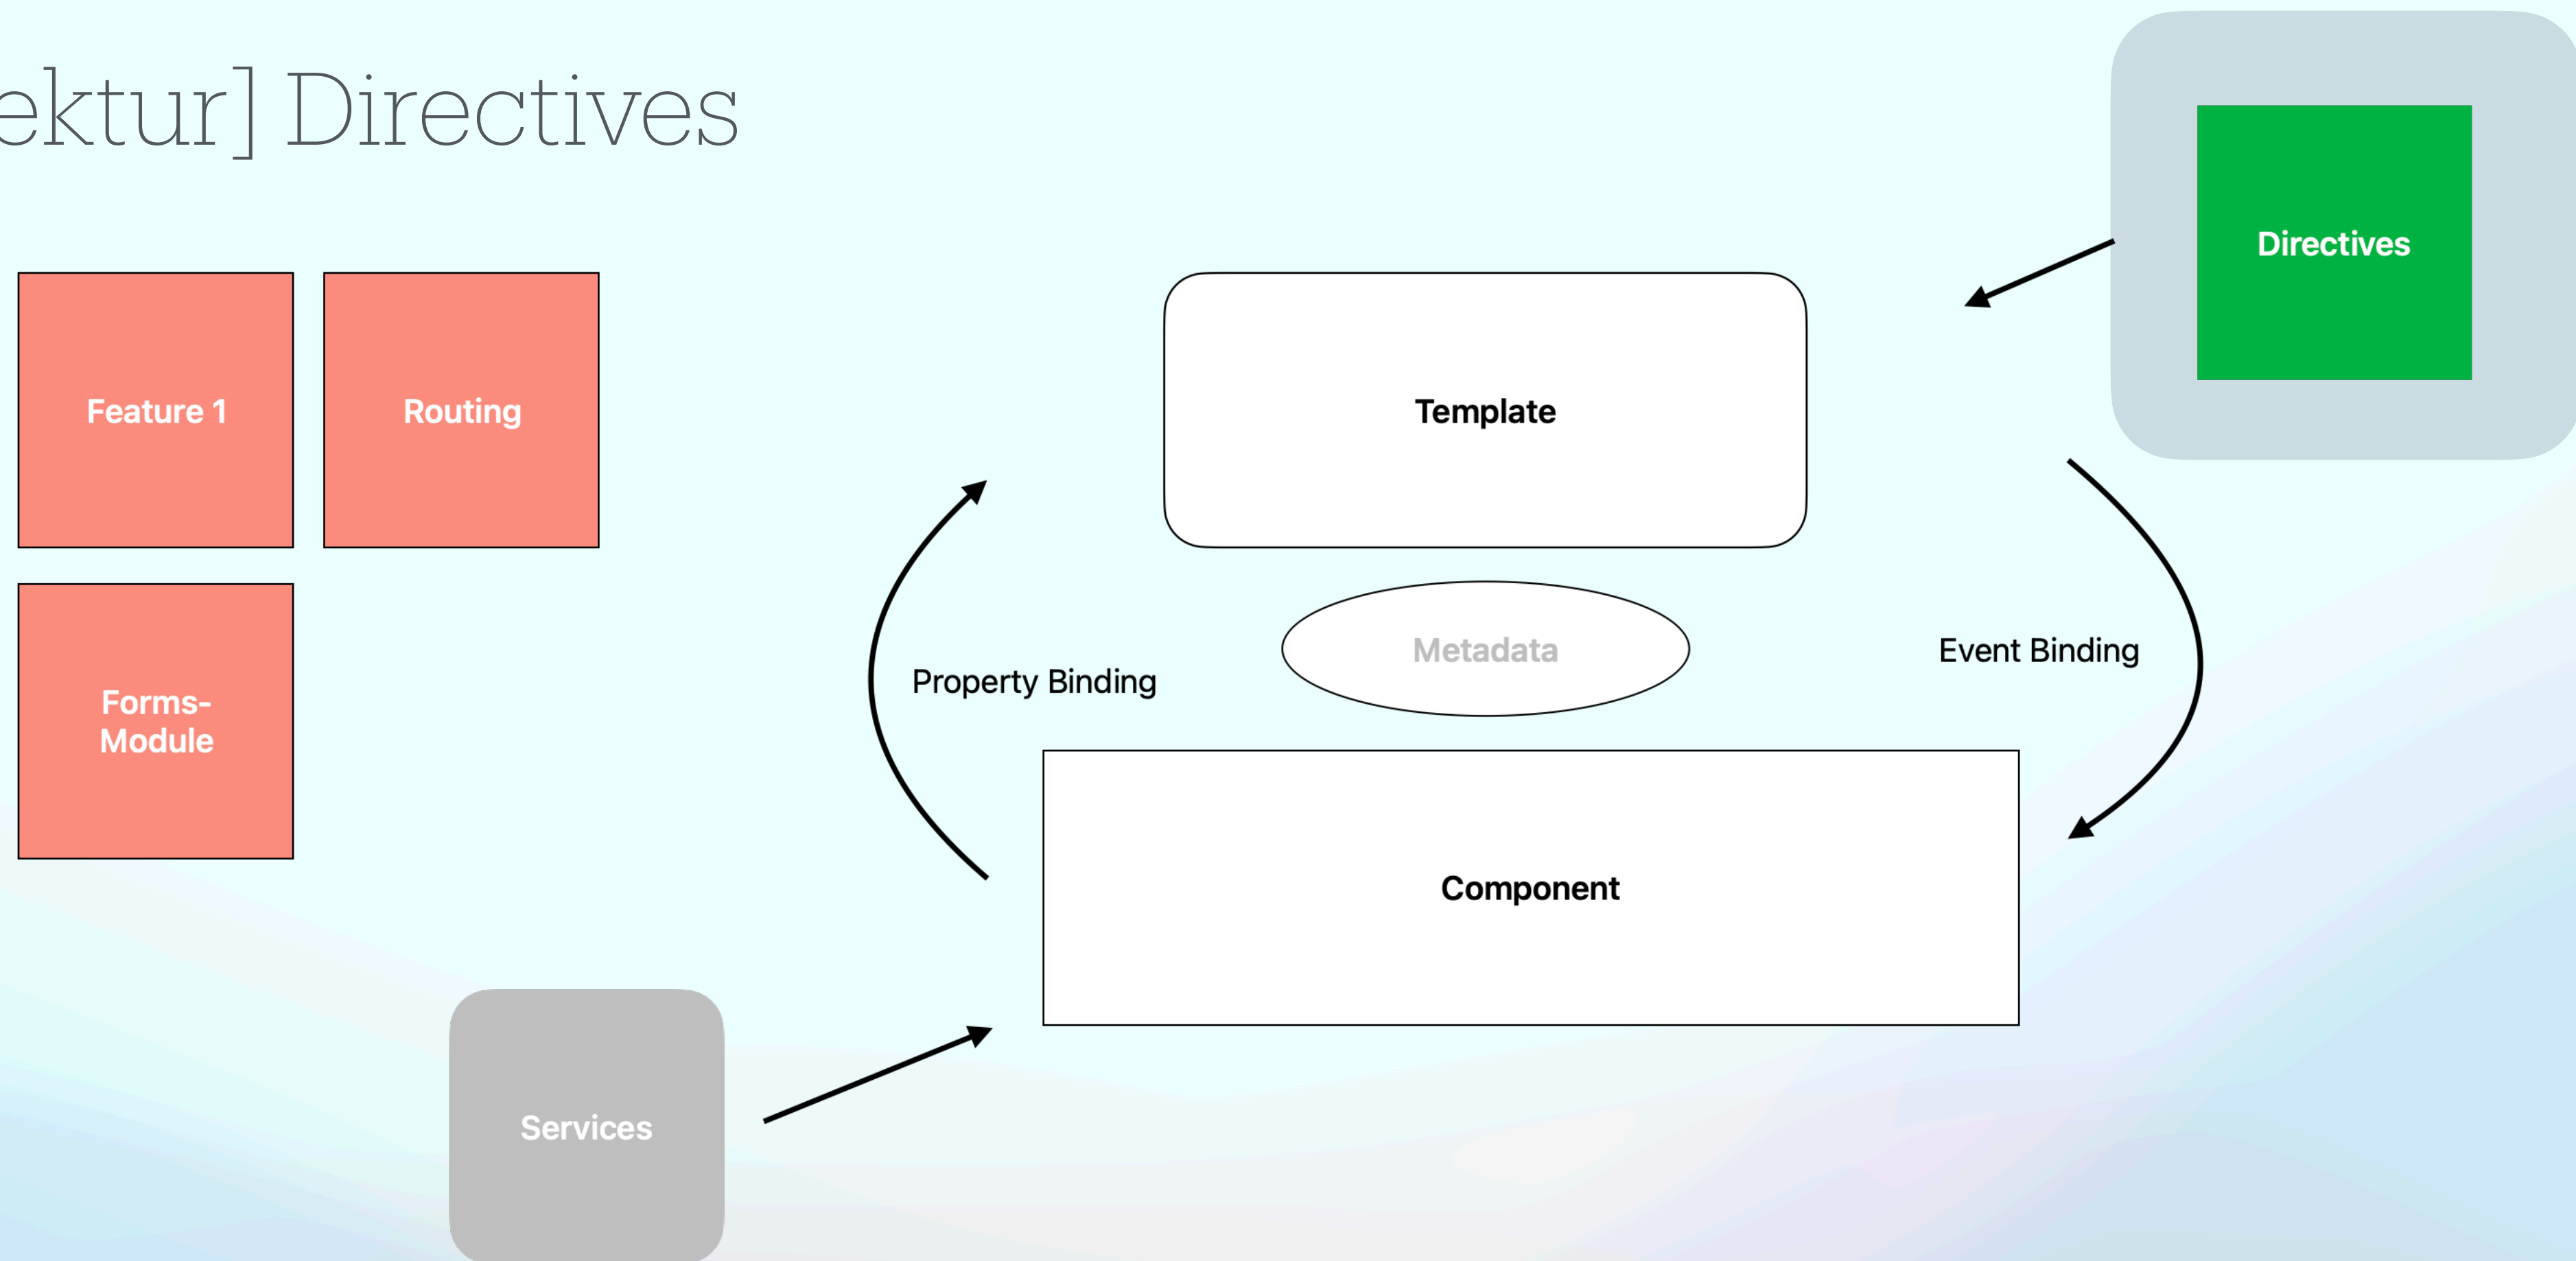 ektur] Directives
Directives
Feature 1
Routing
Template
Forms-
Module
Property Binding
Metadata
Event Binding
Component
Services